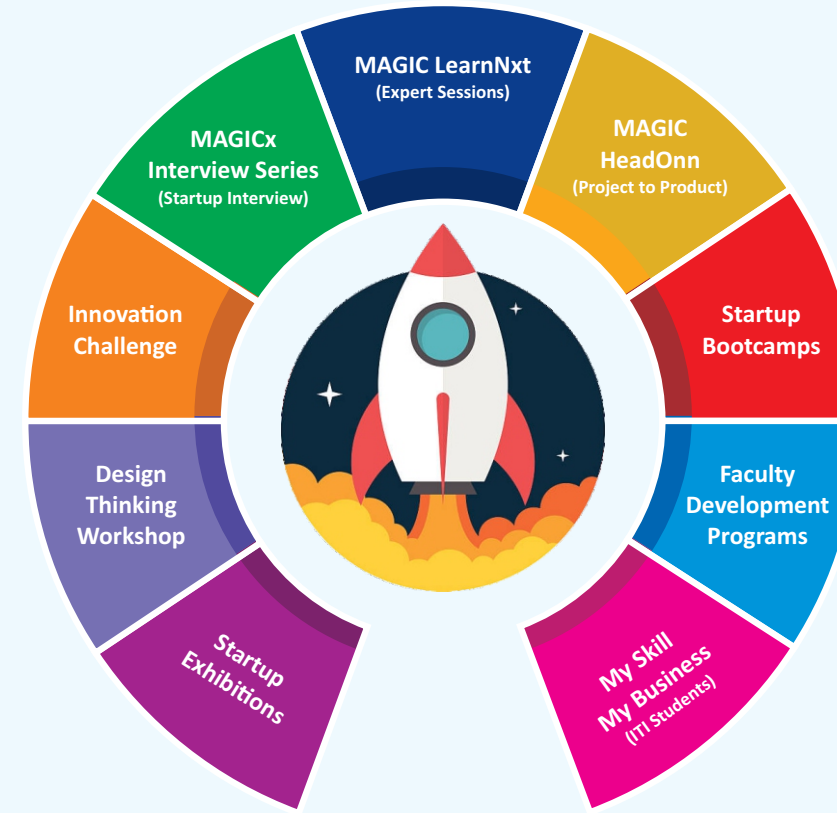 MAGIC LearnNxt
(Expert Sessions)
MAGICx
Interview Series
(Startup Interview)
MAGIC
HeadOnn
(Project to Product)
Innovation
Challenge
Startup
Bootcamps
Design
Thinking
Workshop
Faculty
Development
Programs
Startup
Exhibitions
My Skill
My Business
(ITI Students)